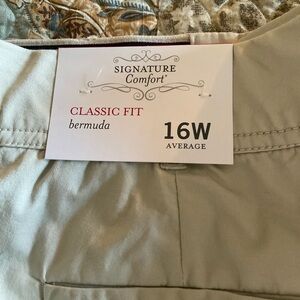 SIGNATURE
Comfort
CLASSIC FIT
bermuda
16W
AVERAGE